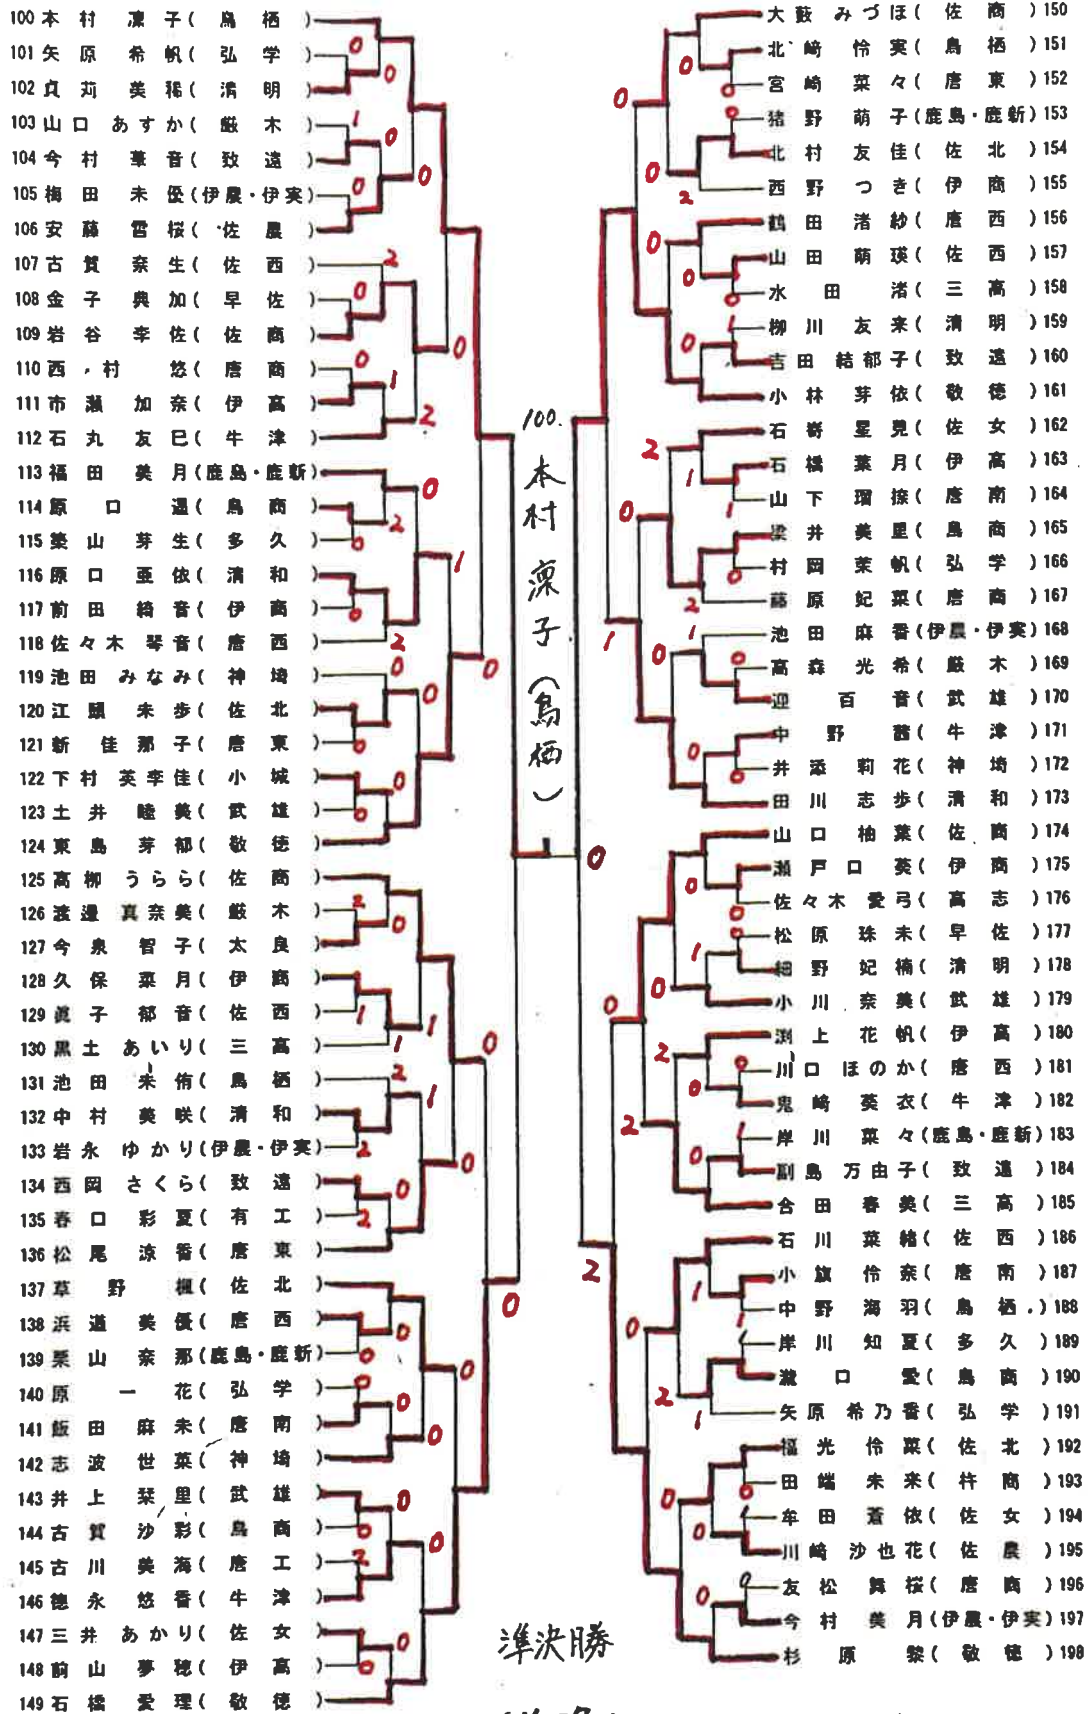 100 本村 凜子(鳥栖)
101 矢原 希帆(弘学)
102 貞苅 美稀(清明)
103 山口 あすか(厳木)
104 今村 華音(致遠)
105 梅田 未優(伊農・伊実)
106 安藤 雪桜(佐農)
107 古賀 奈生(佐西)
108 金子 典加(早佐)
109 岩谷 李佐(佐商)
110 西村 悠(唐商)
111 市瀬 加奈(伊高)
112 石丸 友巳(牛津)
113 福田 美月(鹿島・鹿新)
114 原口 遥(鳥商)
115 築山 芽生(多久)
116 原口 亜依(清和)
117 前田 綺音(伊商)
118 佐々木 琴音(唐西)
119 池田 みなみ(神埼)
120 江頭 未歩(佐北)
121 新 佳那子(唐東)
122 下村 英李佳(小城)
123 土井 睦美(武雄)
124 東島 芽郁(敬徳)
125 高柳 うらら(佐商)
126 渡邊 真奈美(厳木)
127 今泉 智子(太良)
128 久保 菜月(伊商)
129 眞子 郁音(佐西)
130 黒土 あいり(三高)
131 池田 未侑(鳥栖)
132 中村 美咲(清和)
133 岩永 ゆかり(伊農・伊実)
134 西岡 さくら(致遠)
135 春口 彩夏(有工)
136 松尾 涼香(唐東)
137 草野 楓(佐北)
138 浜道 美優(唐西)
139 栗山 奈那(鹿島・鹿新)
140 原 一花(弘学)
141 飯田 麻未(唐南)
142 志波 世菜(神埼)
143 井上 栞里(武雄)
144 古賀 沙彩(鳥商)
145 古川 美海(唐工)
146 徳永 悠香(牛津)
147 三井 あかり(佐女)
148 前山 夢穂(伊高)
149 石橋 愛理(敬徳)
100.
本村 凜子(鳥栖)
準決勝
大薮 みづほ(佐商)150
北﨑 伶実(鳥栖)151
宮崎 菜々(唐東)152
猪野 萌子(鹿島・鹿新)153
北村 友佳(佐北)154
西野 つき(伊商)155
鶴田 渚紗(唐西)156
山田 萌瑛(佐西)157
水田 渚(三高)158
柳川 友来(清明)159
吉田 結郁子(致遠)160
小林 芽依(敬徳)161
石嵜 星見(佐女)162
石橋 葉月(伊高)163
山下 瑠捺(唐南)164
梁井 美里(鳥商)165
村岡 茉帆(弘学)166
藤原 妃菜(唐商)167
池田 麻香(伊農・伊実)168
高森 光希(厳木)169
迎 百音(武雄)170
中野 茜(牛津)171
井添 莉花(神埼)172
田川 志歩(清和)173
山口 柚葉(佐商)174
瀬戸口 葵(伊商)175
佐々木 愛弓(高志)176
松原 珠未(早佐)177
細野 妃楠(清明)178
小川 奈美(武雄)179
渕上 花帆(伊高)180
川口 ほのか(唐西)181
鬼崎 葵衣(牛津)182
岸川 菜々(鹿島・鹿新)183
副島 万由子(致遠)184
合田 春美(三高)185
石川 菜緒(佐西)186
小旗 伶奈(唐南)187
中野 海羽(鳥栖)188
岸川 知夏(多久)189
瀧口 愛(鳥商)190
矢原 希乃香(弘学)191
福光 伶菜(佐北)192
田端 未来(杵商)193
牟田 蒼依(佐女)194
川崎 沙也花(佐農)195
友松 舞桜(唐商)196
今村 美月(伊農・伊実)197
杉原 黎(敬徳)198